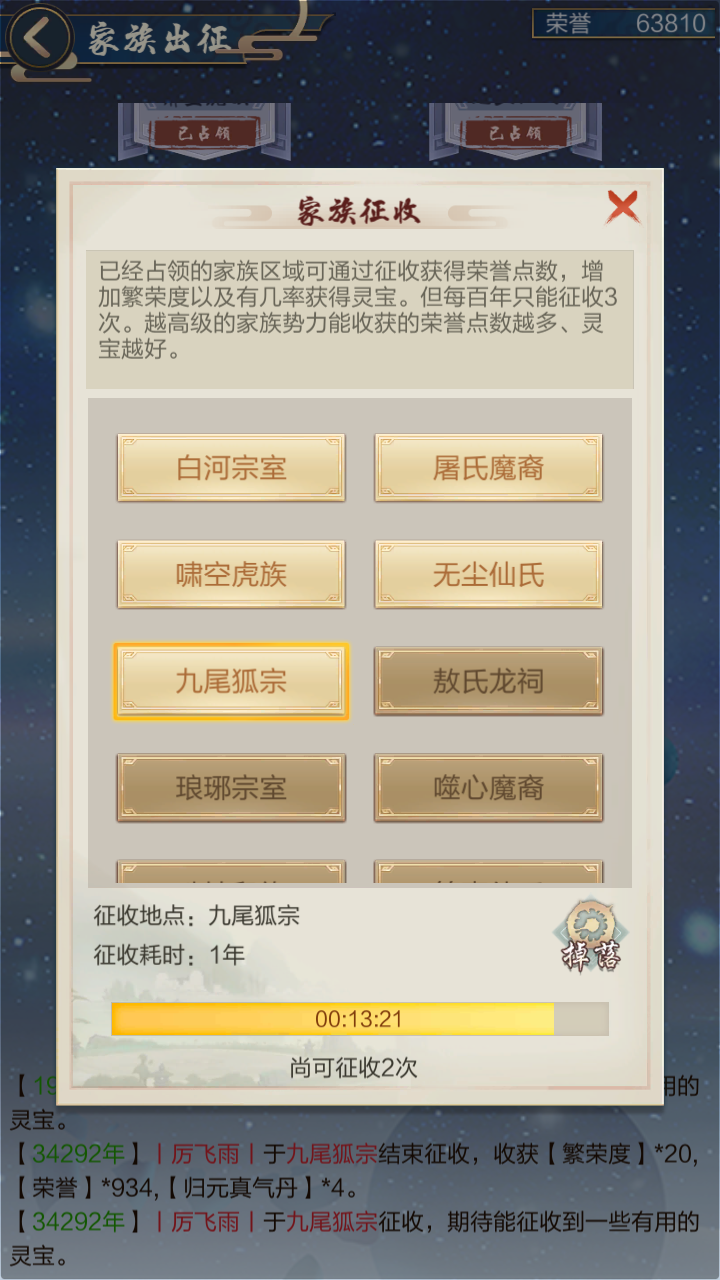 家族出征
荣誉 63810
已占领 已占领
家族征收
已经占领的家族区域可通过征收获得荣誉点数，增
加繁荣度以及有几率获得灵宝。但每百年只能征收3
次。越高级的家族势力能收获的荣誉点数越多、灵
宝越好。
白河宗室 屠氏魔裔
啸空虎族 无尘仙氏
九尾狐宗 敖氏龙祠
琅琊宗室 噬心魔裔
征收地点：九尾狐宗
征收耗时：1年
掉落
00:13:21
尚可征收2次
【19 用的
灵宝。
【34292年】丨厉飞雨丨于九尾狐宗结束征收，收获【繁荣度】*20,
【荣誉】*934,【归元真气丹】*4。
【34292年】丨厉飞雨丨于九尾狐宗征收，期待能征收到一些有用的
灵宝。